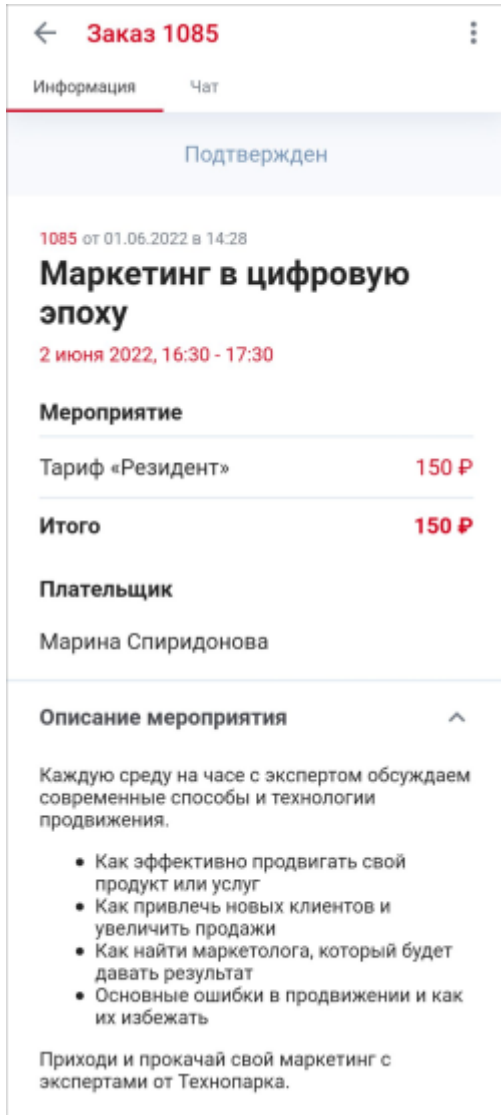 Заказ 1085
Информация Чат
Подтвержден
1085 от 01.06.2022 в 14:28
Маркетинг в цифровую
эпоху
2 июня 2022, 16:30 - 17:30
Мероприятие
Тариф «Резидент» 150 ₽
Итого 150 ₽
Плательщик
Марина Спиридонова
Описание мероприятия
Каждую среду на часе с экспертом обсуждаем
современные способы и технологии
продвижения.
• Как эффективно продвигать свой
продукт или услуг
• Как привлечь новых клиентов и
увеличить продажи
• Как найти маркетолога, который будет
давать результат
• Основные ошибки в продвижении и как
их избежать
Приходи и прокачай свой маркетинг с
экспертами от Технопарка.